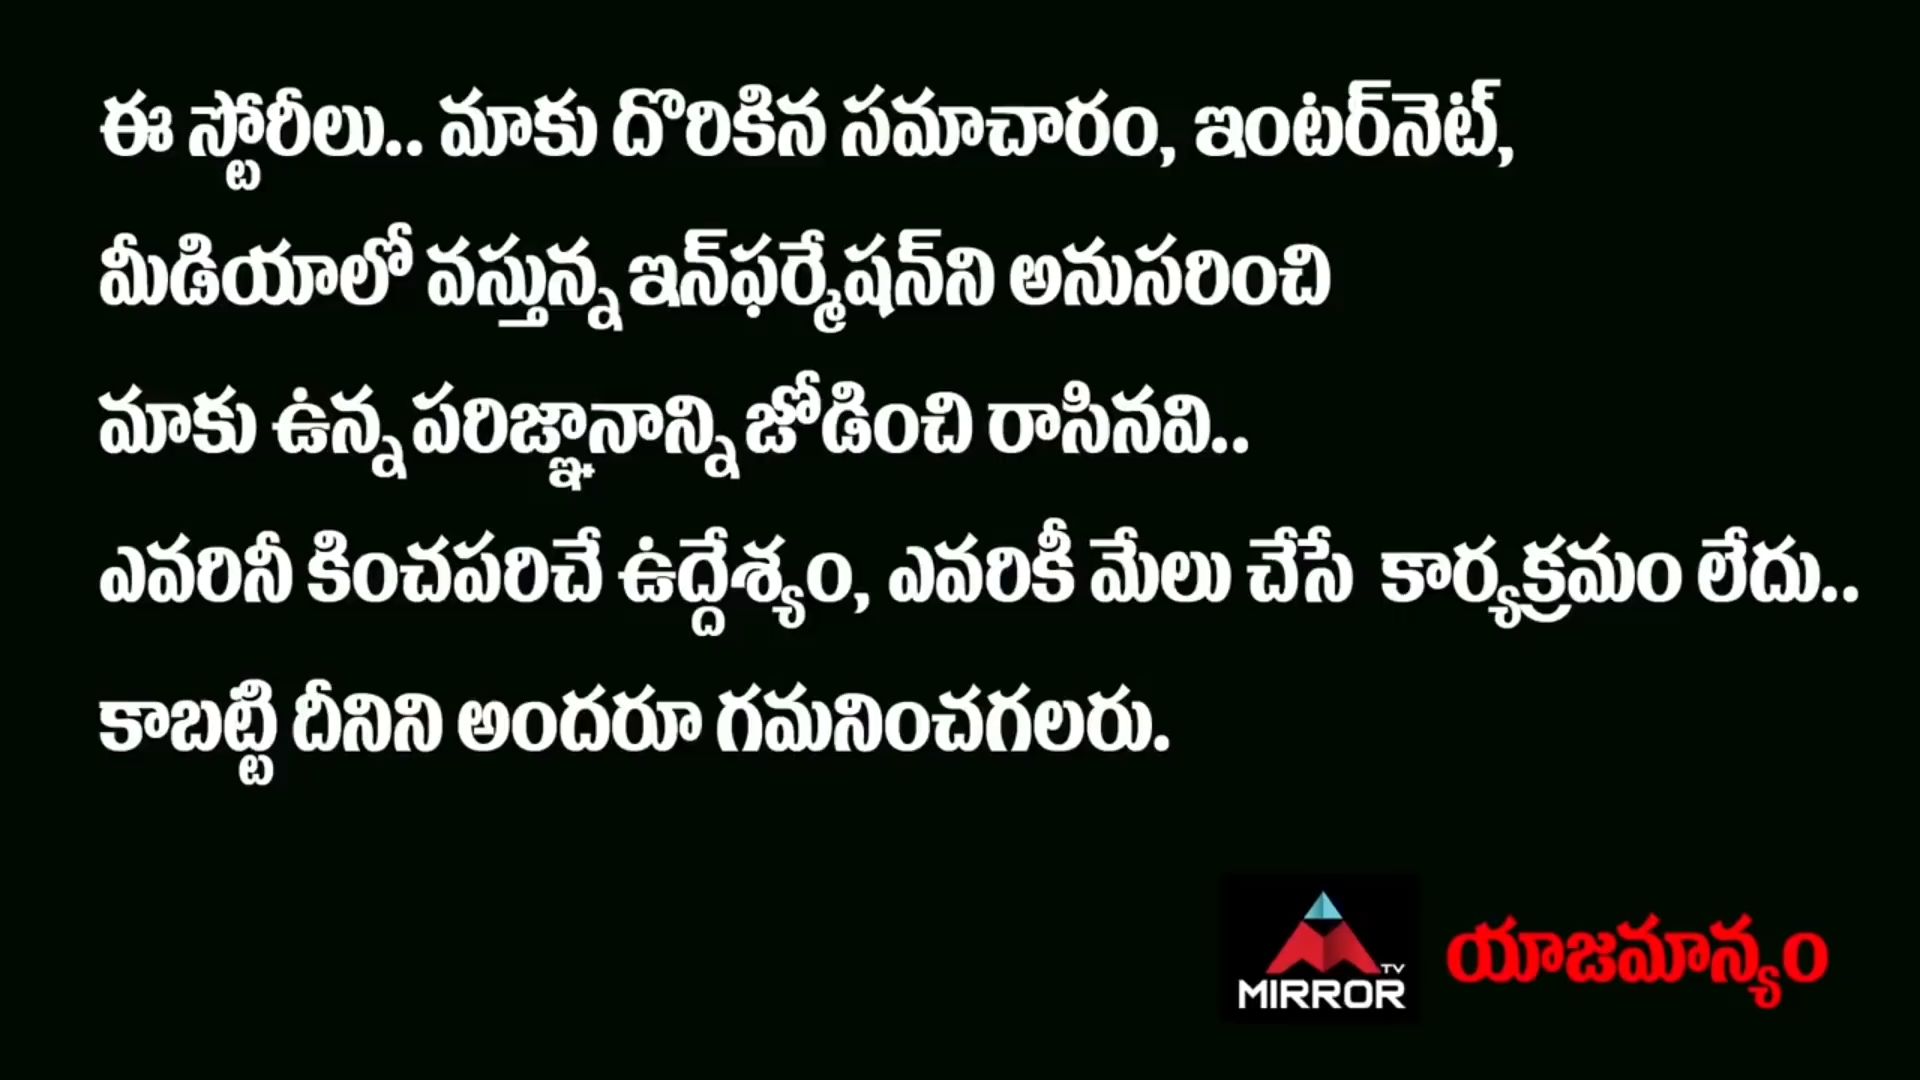 ఈ స్టోరీలు.. మాకు దొరికిన సమాచారం, ఇంటర్‌నెట్,
మీడియాలో వస్తున్న ఇన్‌ఫర్మేషన్‌ని అనుసరించి
మాకు ఉన్న పరిజ్ఞానాన్ని జోడించి రాసినవి..
ఎవరినీ కించపరిచే ఉద్దేశ్యం, ఎవరికీ మేలు చేసే కార్యక్రమం లేదు..
కాబట్టి దీనిని అందరూ గమనించగలరు.
TV
MIRROR
యాజమాన్యం